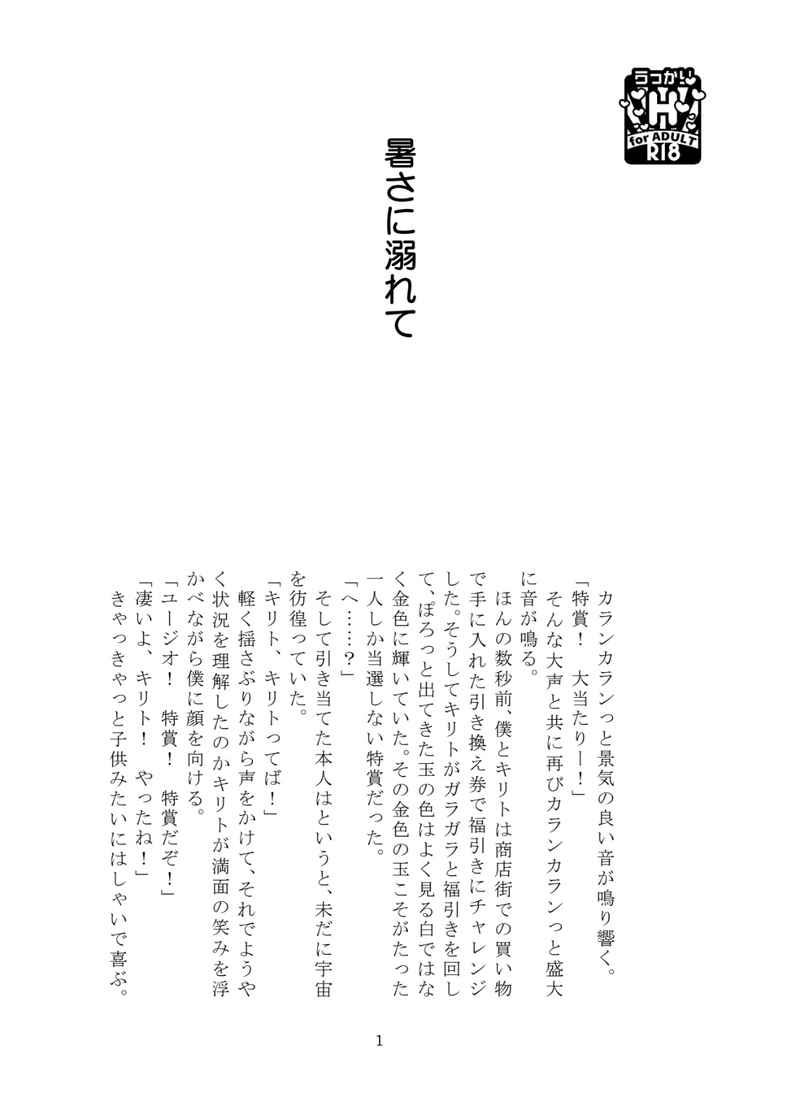 うっかり
H
for ADULT
R18
暑さに溺れて
カランカランっと景気の良い音が鳴り響く。
「特賞！　大当たりー！」
そんな大声と共に再びカランカランっと盛大
に音が鳴る。
ほんの数秒前、僕とキリトは商店街での買い物
で手に入れた引き換え券で福引きにチャレンジ
した。そうしてキリトがガラガラと福引きを回し
て、ぽろっと出てきた玉の色はよく見る白ではな
く金色に輝いていた。その金色の玉こそがたった
一人しか当選しない特賞だった。
「へ……？」
そして引き当てた本人はというと、未だに宇宙
を彷徨っていた。
「キリト、キリトってば！」
軽く揺さぶりながら声をかけて、それでようや
く状況を理解したのかキリトが満面の笑みを浮
かべながら僕に顔を向ける。
「ユージオ！　特賞！　特賞だぞ！」
「凄いよ、キリト！　やったね！」
きゃっきゃっと子供みたいにはしゃいで喜ぶ。
1